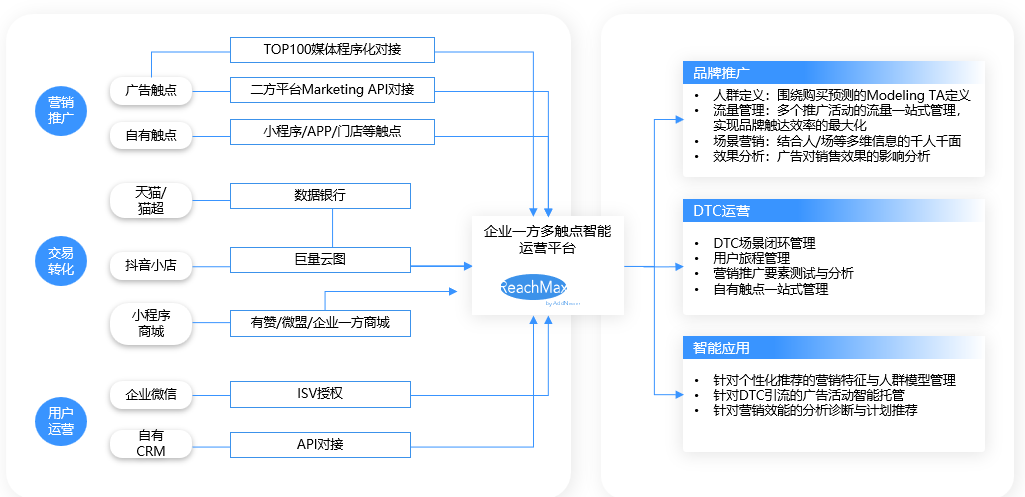 营销
推广
广告触点
TOP100媒体程序化对接
二方平台Marketing API对接
自有触点
小程序/APP/门店等触点
交易
转化
天猫/
猫超
数据银行
抖音小店
巨量云图
小程序
商城
有赞/微盟/企业一方商城
用户
运营
企业微信
ISV授权
自有
CRM
API对接
企业一方多触点智能
运营平台
ReachMax
by AddNewer
品牌推广
• 人群定义：围绕购买预测的Modeling TA定义
• 流量管理：多个推广活动的流量一站式管理，
实现品牌触达效率的最大化
• 场景营销：结合人/场等多维信息的千人千面
• 效果分析：广告对销售效果的影响分析
DTC运营
• DTC场景闭环管理
• 用户旅程管理
• 营销推广要素测试与分析
• 自有触点一站式管理
智能应用
• 针对个性化推荐的营销特征与人群模型管理
• 针对DTC引流的广告活动智能托管
• 针对营销效能的分析诊断与计划推荐